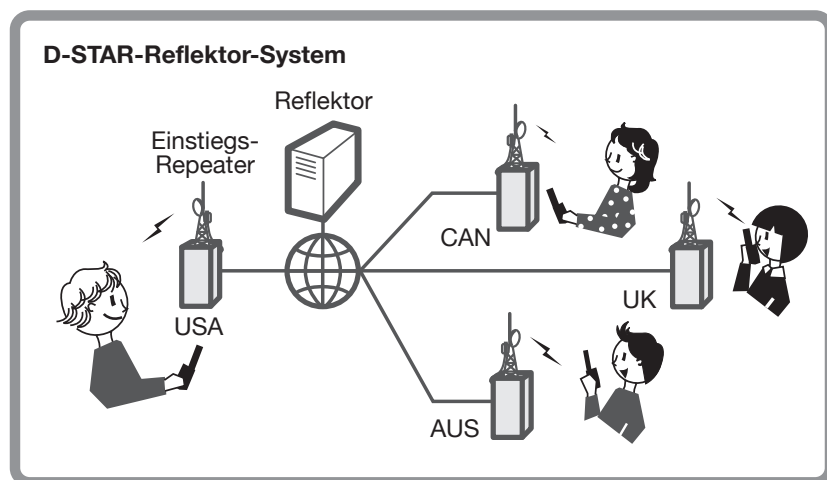 D-STAR-Reflektor-System
Reflektor
Einstiegs-
Repeater
CAN
UK
USA
AUS